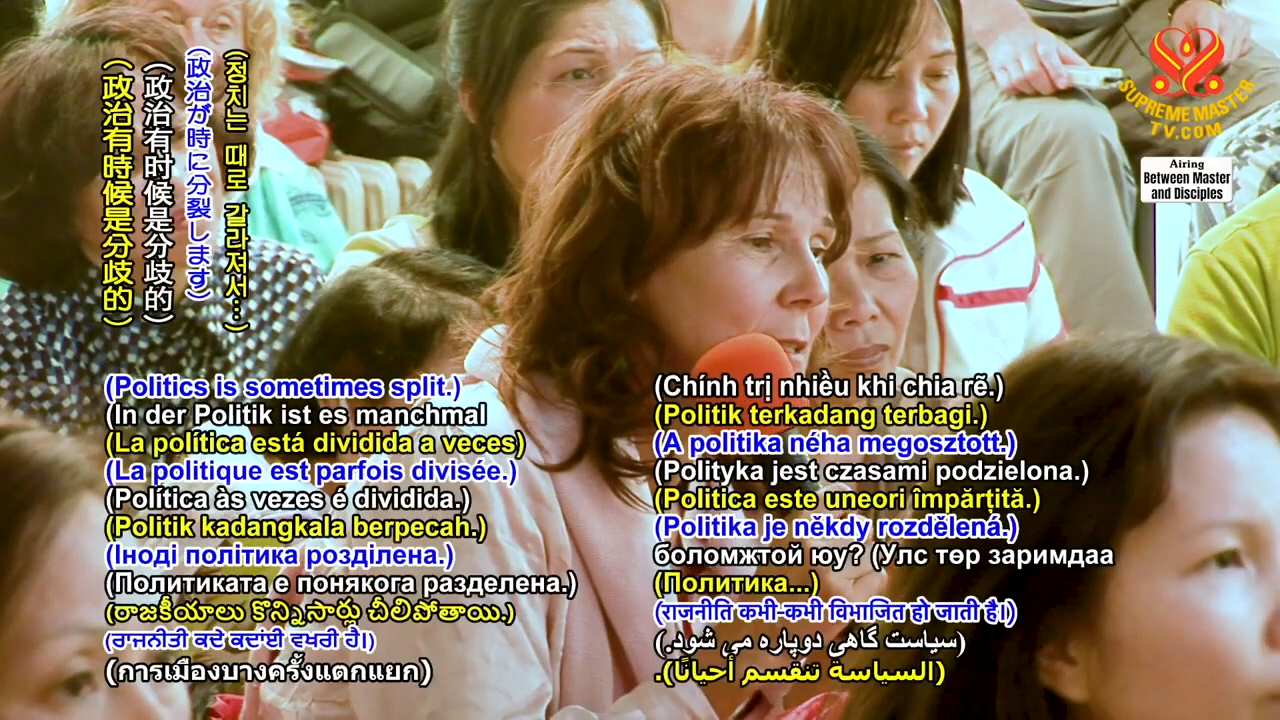 (정치는 때로 갈라져서…)
(政治が時に分裂します)
(政治有时候是分歧的)
(政治有時候是分歧的)
SUPREME MASTER
TV.COM
Airing
Between Master
and Disciples
(Politics is sometimes split.)
(In der Politik ist es manchmal
(La política está dividida a veces)
(La politique est parfois divisée.)
(Política às vezes é dividida.)
(Politik kadangkala berpecah.)
(Іноді політика розділена.)
(Политиката е понякога разделена.)
(రాజకీయాలు కొన్నిసార్లు చీలిపోతాయి.)
(ਰਾਜਨੀਤੀ ਕਦੇ ਕਦਾਂਈ ਵਖਰੀ ਹੈ।)
(การเมืองบางครั้งแตกแยก)
(Chính trị nhiều khi chia rẽ.)
(Politik terkadang terbagi.)
(A politika néha megosztott.)
(Polityka jest czasami podzielona.)
(Politica este uneori împărțită.)
(Politika je někdy rozdělená.)
боломжтой юу? (Улс төр заримдаа
(Политика...)
(राजनीति कभी-कभी विभाजित हो जाती है।)
(سیاست گاهی دوپاره می شود.)
(السياسة تنقسم أحيانًا).